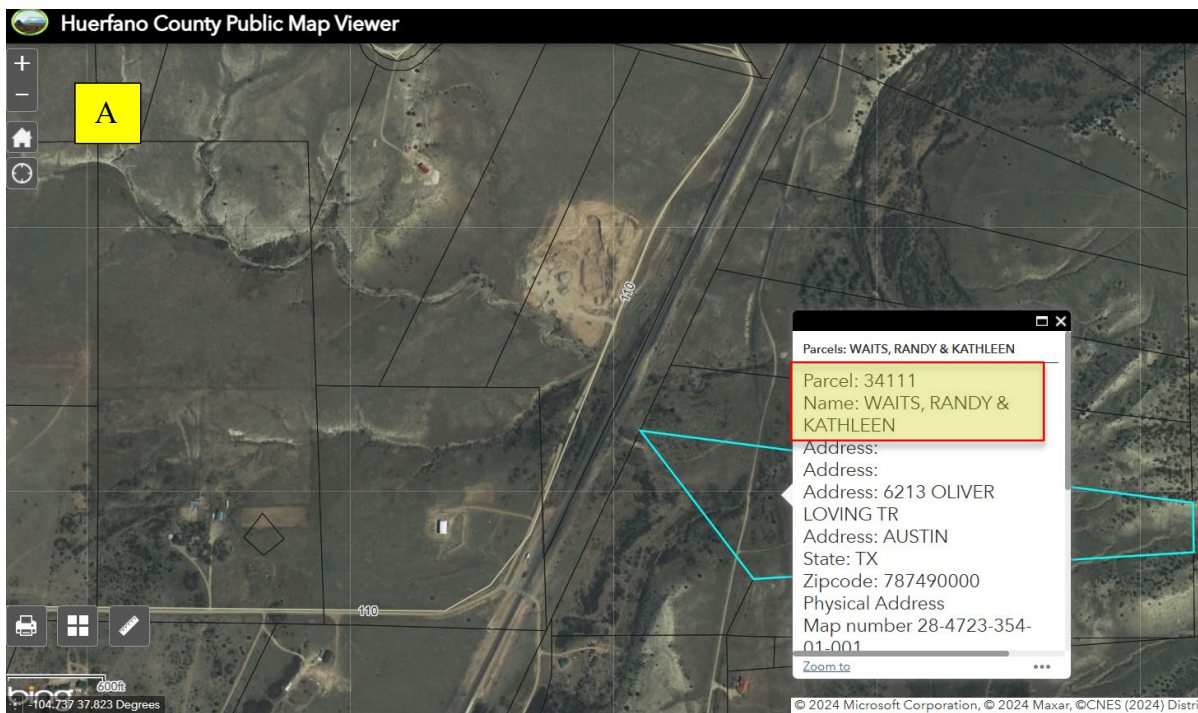 Huerfano County Public Map Viewer
+
A
−
110
Parcels: WAITS, RANDY & KATHLEEN
Parcel: 34111
Name: WAITS, RANDY &
KATHLEEN
Address:
Address:
Address: 6213 OLIVER
LOVING TR
Address: AUSTIN
State: TX
Zipcode: 787490000
Physical Address
Map number 28-4723-354-
01-001
Zoom to
110
600ft
bing
-104.737 37.823 Degrees
© 2024 Microsoft Corporation, © 2024 Maxar, ©CNES (2024) Distri